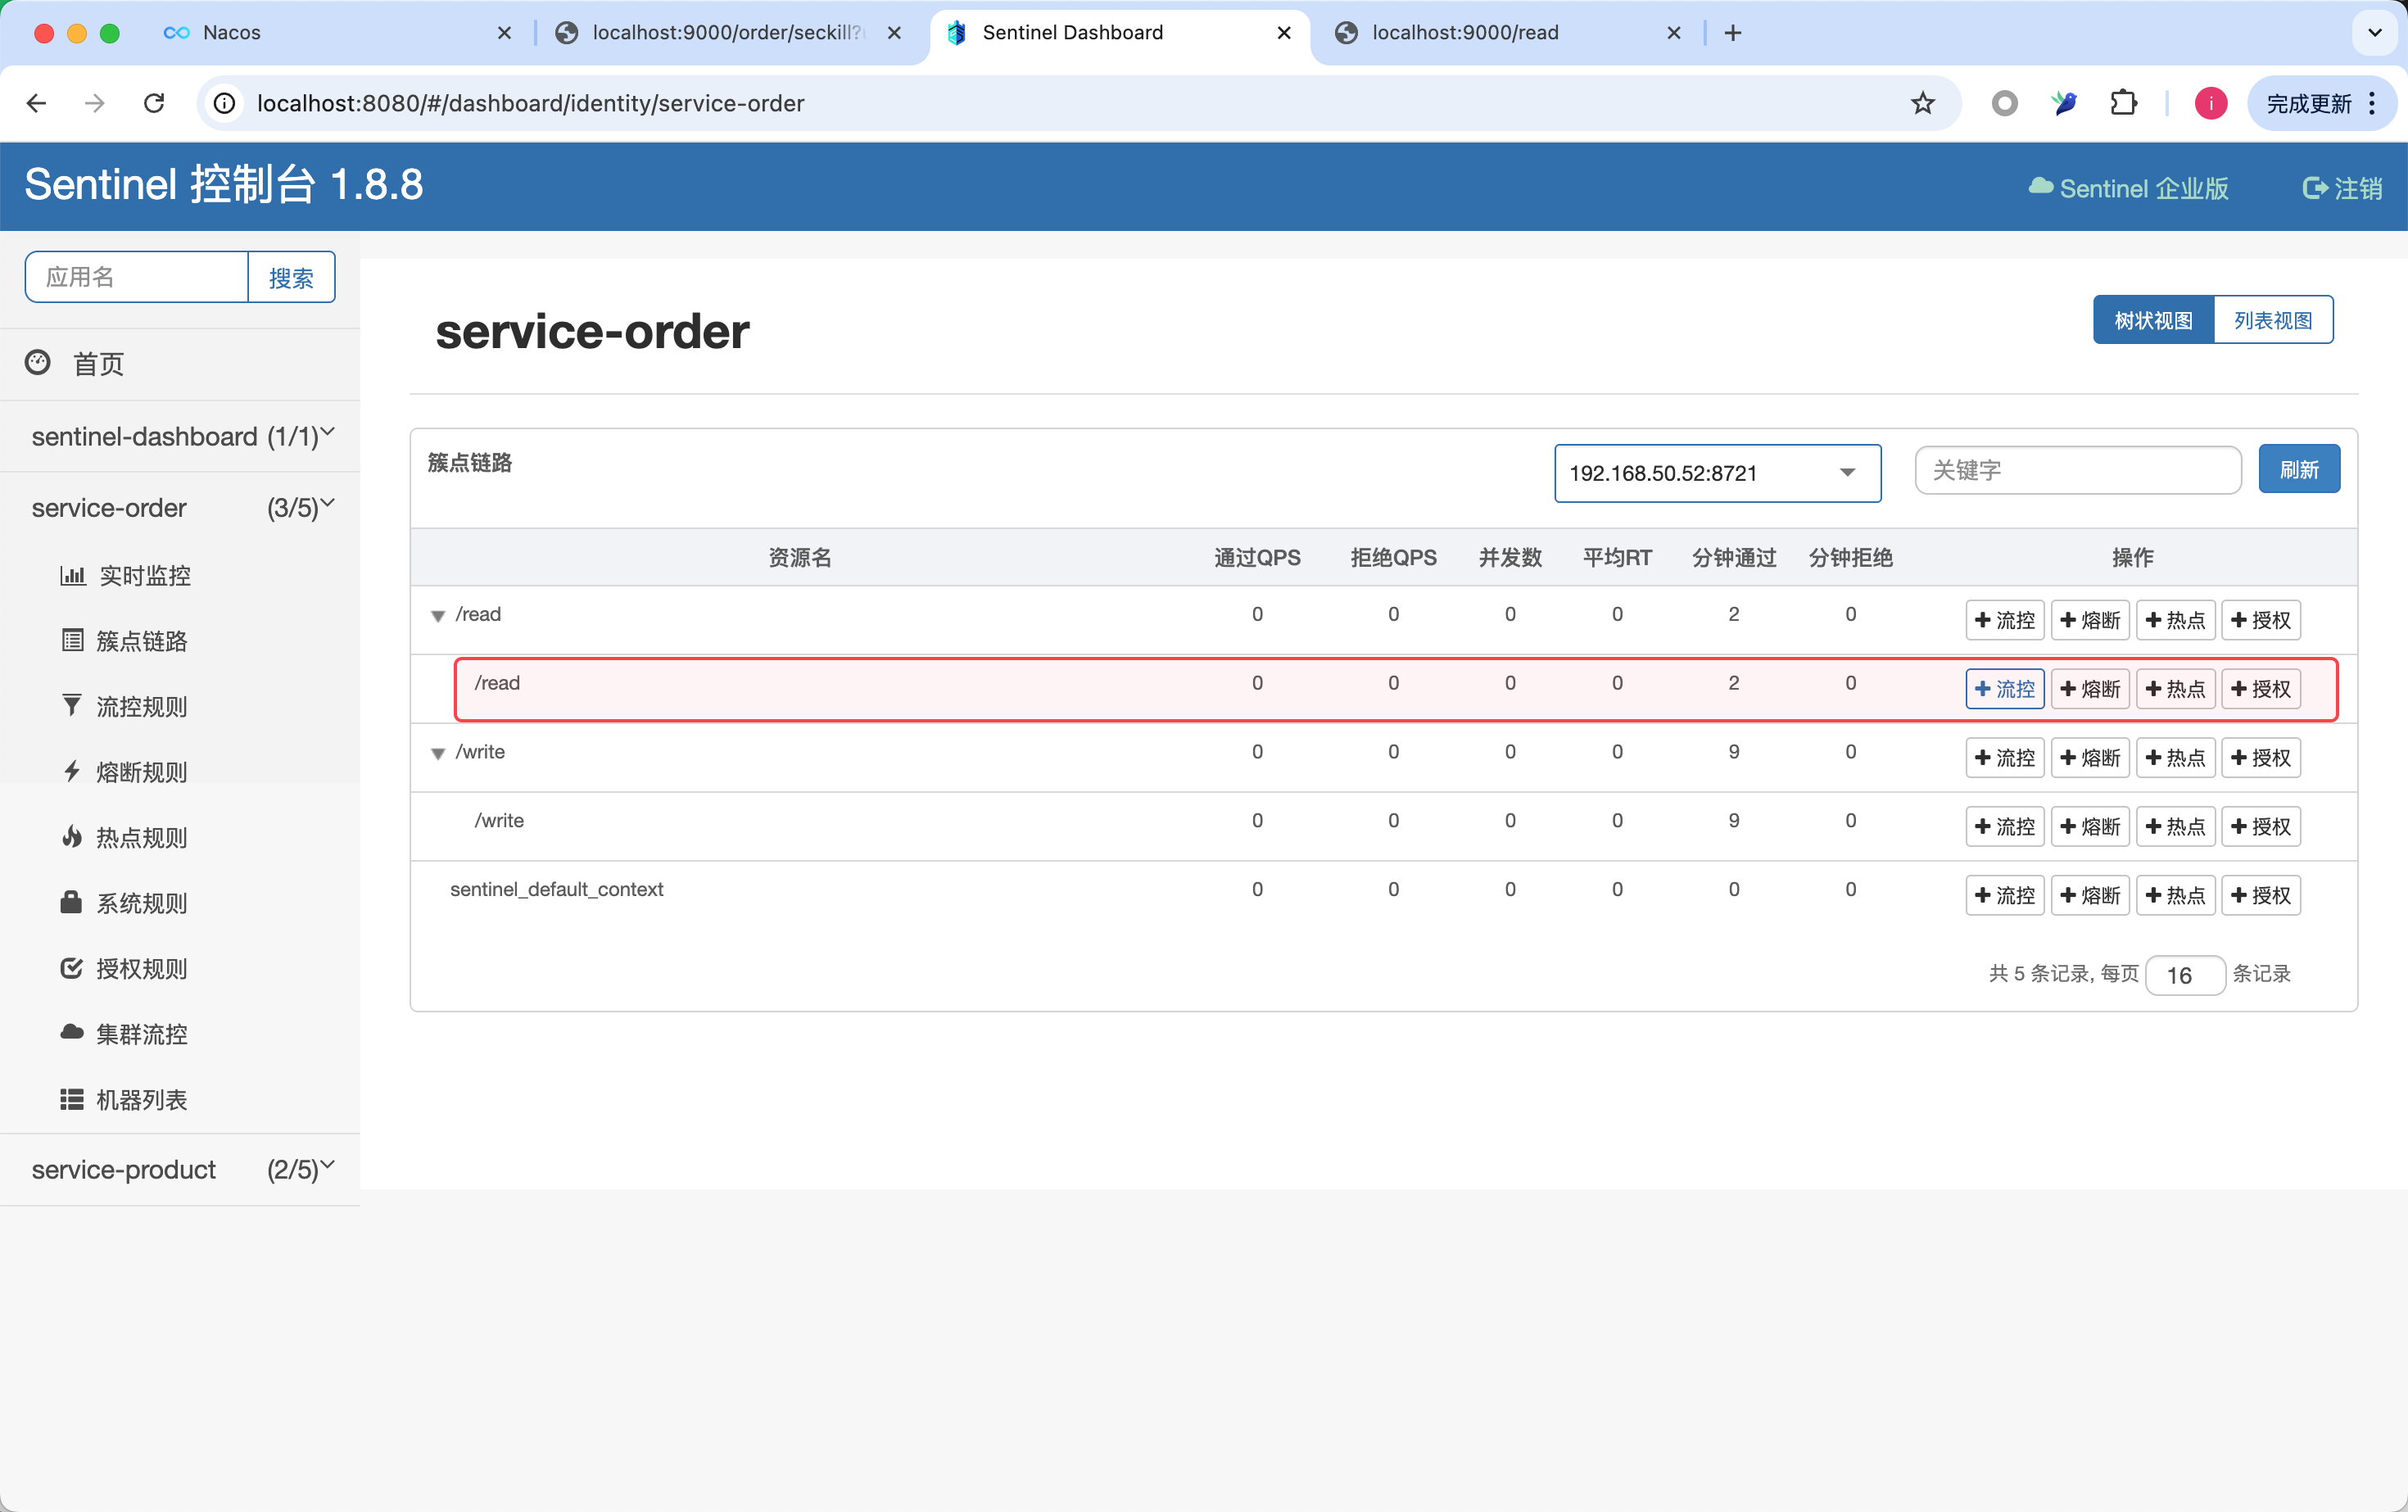 Nacos
localhost:9000/order/seckill?
Sentinel Dashboard
localhost:9000/read
localhost:8080/#/dashboard/identity/service-order
i
完成更新
Sentinel 控制台 1.8.8
Sentinel 企业版
注销
应用名
搜索
首页
sentinel-dashboard (1/1)
service-order (3/5)
实时监控
簇点链路
流控规则
熔断规则
热点规则
系统规则
授权规则
集群流控
机器列表
service-product (2/5)
service-order
树状视图 列表视图
簇点链路
192.168.50.52:8721
关键字
刷新
资源名 通过QPS 拒绝QPS 并发数 平均RT 分钟通过 分钟拒绝 操作
/read 0 0 0 0 2 0 流控 熔断 热点 授权
/read 0 0 0 0 2 0 流控 熔断 热点 授权
/write 0 0 0 0 9 0 流控 熔断 热点 授权
/write 0 0 0 0 9 0 流控 熔断 热点 授权
sentinel_default_context 0 0 0 0 0 0 流控 熔断 热点 授权
共 5 条记录, 每页 16 条记录